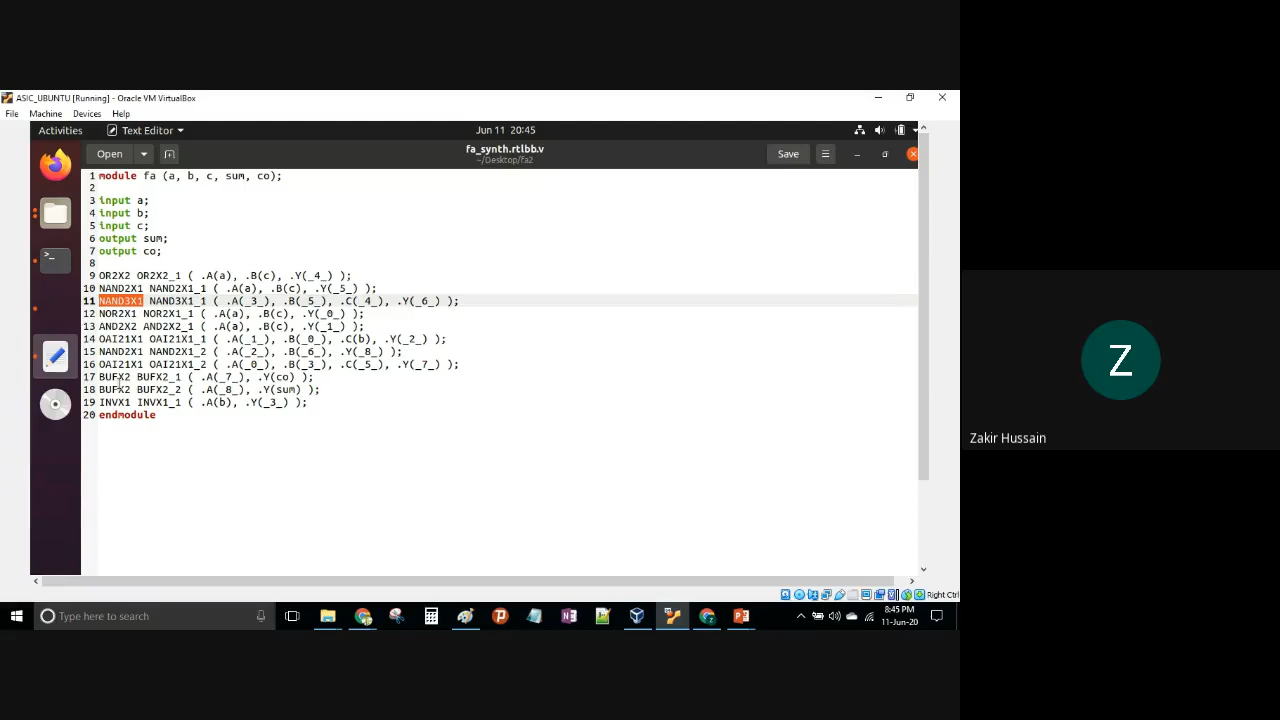 ASIC_UBUNTU [Running] - Oracle VM VirtualBox
File Machine Devices Help
Activities Text Editor Jun 11 20:45
Open fa_synth.rtlbb.v Save
~/Desktop/fa2
1 module fa (a, b, c, sum, co);
2
3 input a;
4 input b;
5 input c;
6 output sum;
7 output co;
8
9 OR2X2 OR2X2_1 ( .A(a), .B(c), .Y(_4_) );
10 NAND2X1 NAND2X1_1 ( .A(a), .B(c), .Y(_5_) );
11 NAND3X1 NAND3X1_1 ( .A(_3_), .B(_5_), .C(_4_), .Y(_6_) );
12 NOR2X1 NOR2X1_1 ( .A(a), .B(c), .Y(_0_) );
13 AND2X2 AND2X2_1 ( .A(a), .B(c), .Y(_1_) );
14 OAI21X1 OAI21X1_1 ( .A(_1_), .B(_0_), .C(b), .Y(_2_) );
15 NAND2X1 NAND2X1_2 ( .A(_2_), .B(_6_), .Y(_8_) );
16 OAI21X1 OAI21X1_2 ( .A(_0_), .B(_3_), .C(_5_), .Y(_7_) );
17 BUFX2 BUFX2_1 ( .A(_7_), .Y(co) );
18 BUFX2 BUFX2_2 ( .A(_8_), .Y(sum) );
19 INVX1 INVX1_1 ( .A(b), .Y(_3_) );
20 endmodule
Right Ctrl
Type here to search
8:45 PM
11-Jun-20
Z
Zakir Hussain